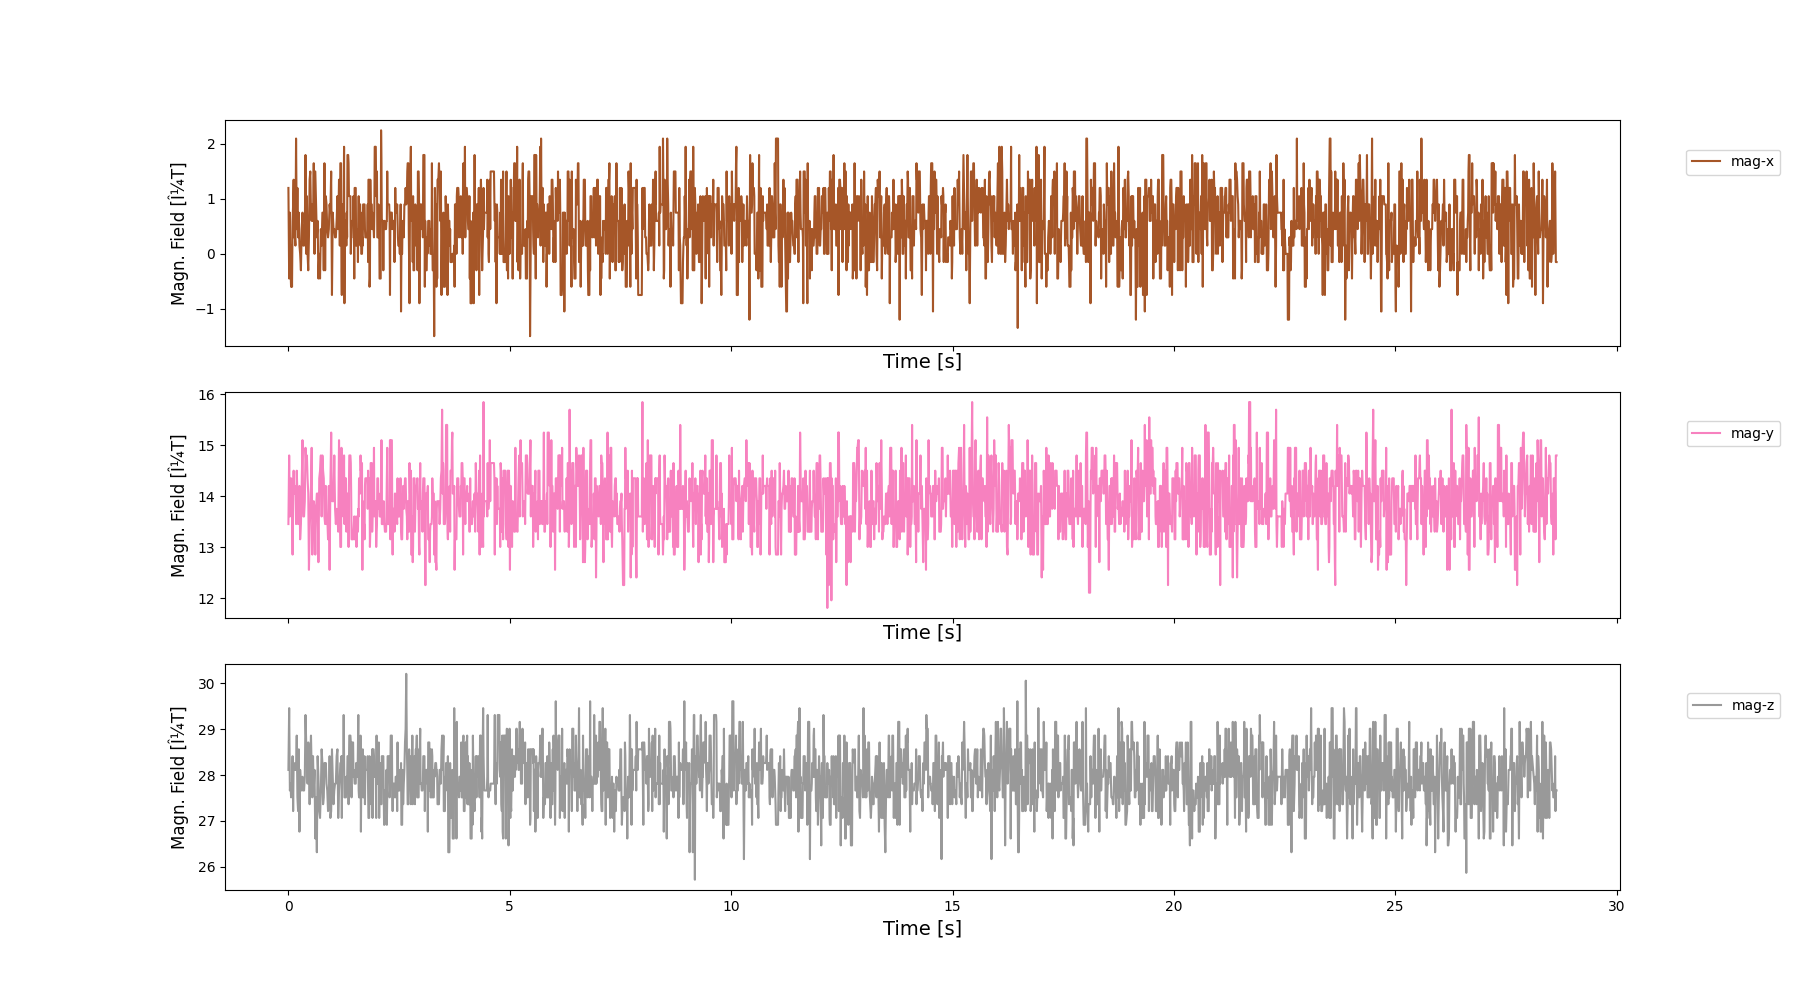 2
1
0
−1
Magn. Field [Î¼T]
Time [s]
mag-x
16
15
14
13
12
Magn. Field [Î¼T]
Time [s]
mag-y
30
29
28
27
26
Magn. Field [Î¼T]
0 5 10 15 20 25 30
Time [s]
mag-z